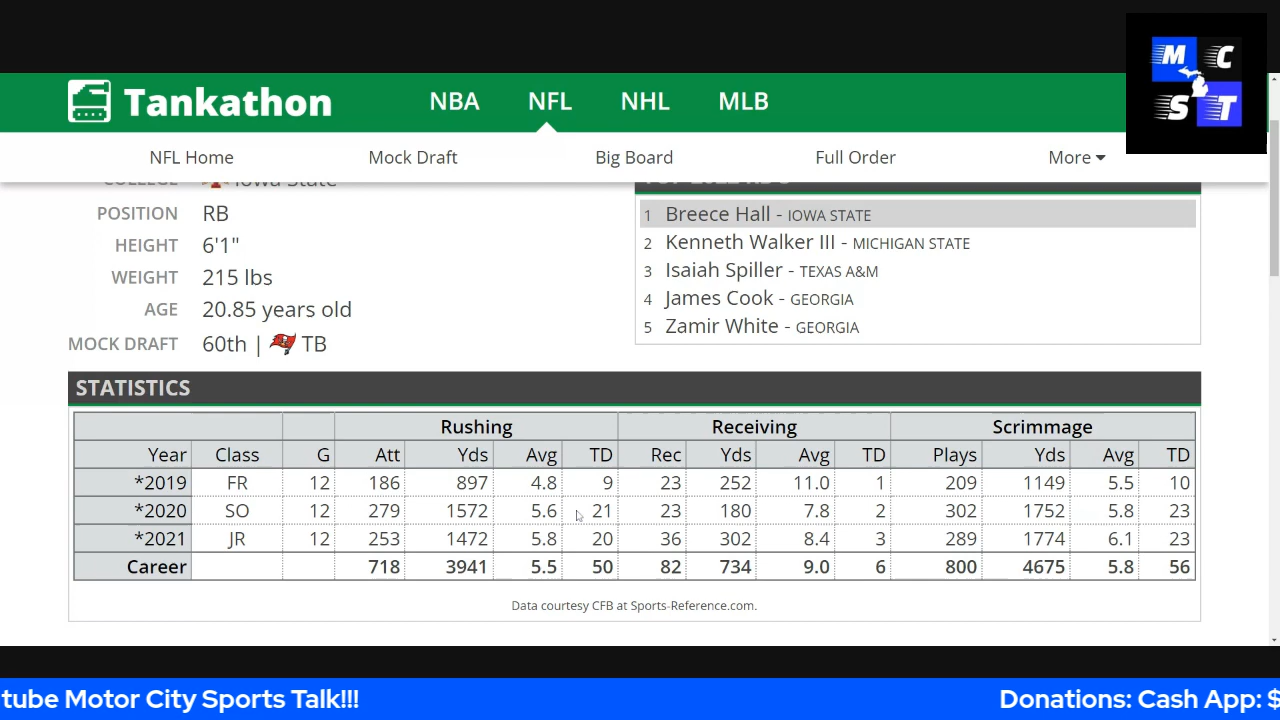 M C
S T
Tankathon NBA NFL NHL MLB
NFL Home Mock Draft Big Board Full Order More
COLLEGE Iowa State
POSITION RB
HEIGHT 6'1"
WEIGHT 215 lbs
AGE 20.85 years old
MOCK DRAFT 60th | TB
1 Breece Hall - IOWA STATE
2 Kenneth Walker III - MICHIGAN STATE
3 Isaiah Spiller - TEXAS A&M
4 James Cook - GEORGIA
5 Zamir White - GEORGIA
STATISTICS
Rushing Receiving Scrimmage
Year Class G Att Yds Avg TD Rec Yds Avg TD Plays Yds Avg TD
*2019 FR 12 186 897 4.8 9 23 252 11.0 1 209 1149 5.5 10
*2020 SO 12 279 1572 5.6 21 23 180 7.8 2 302 1752 5.8 23
*2021 JR 12 253 1472 5.8 20 36 302 8.4 3 289 1774 6.1 23
Career 718 3941 5.5 50 82 734 9.0 6 800 4675 5.8 56
Data courtesy CFB at Sports-Reference.com.
tube Motor City Sports Talk!!! Donations: Cash App: $